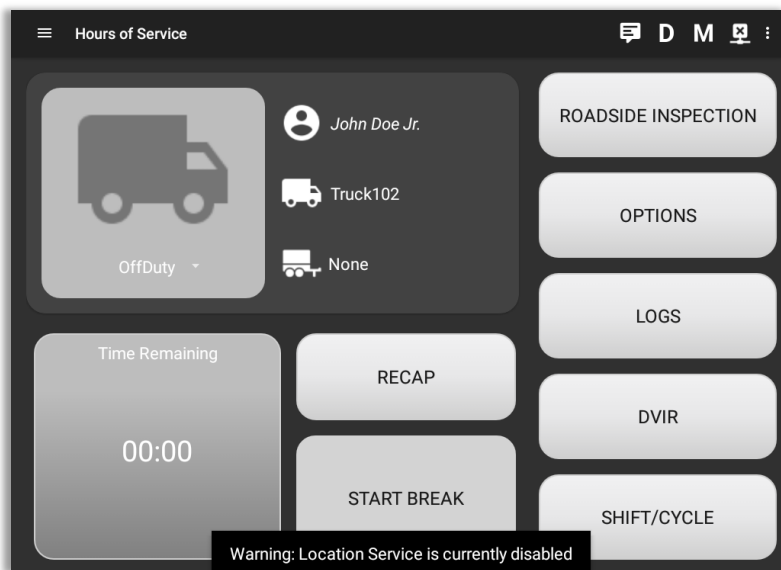 Hours of Service
D M
John Doe Jr.
Truck102
None
OffDuty
ROADSIDE INSPECTION
OPTIONS
LOGS
DVIR
SHIFT/CYCLE
Time Remaining
00:00
RECAP
START BREAK
Warning: Location Service is currently disabled